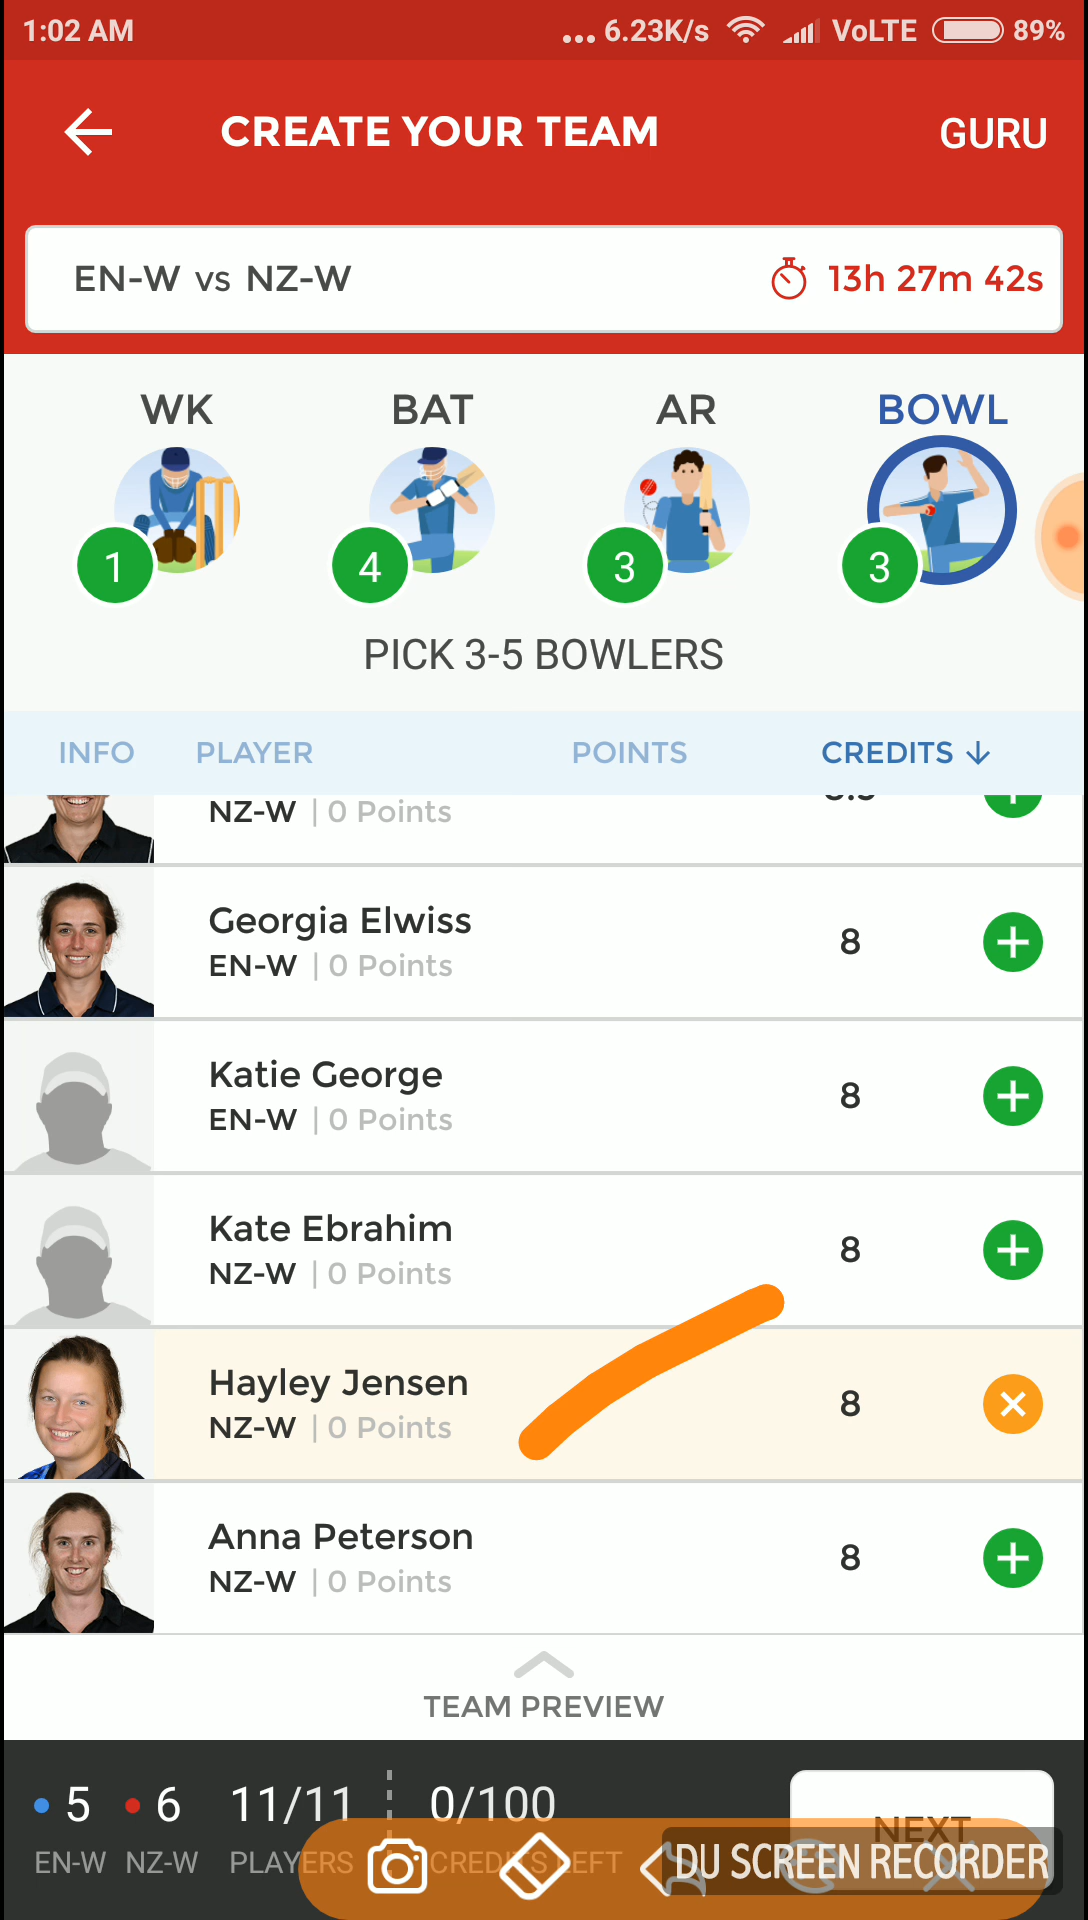 1:02 AM ... 6.23K/s VoLTE 89%
CREATE YOUR TEAM GURU
EN-W vs NZ-W 13h 27m 42s
WK BAT AR BOWL
1 4 3 3
PICK 3-5 BOWLERS
INFO PLAYER POINTS CREDITS
NZ-W | 0 Points
Georgia Elwiss
EN-W | 0 Points 8
Katie George
EN-W | 0 Points 8
Kate Ebrahim
NZ-W | 0 Points 8
Hayley Jensen
NZ-W | 0 Points 8
Anna Peterson
NZ-W | 0 Points 8
TEAM PREVIEW
5 6 11/11 0/100 NEXT
EN-W NZ-W PLAYERS CREDITS LEFT
DU SCREEN RECORDER